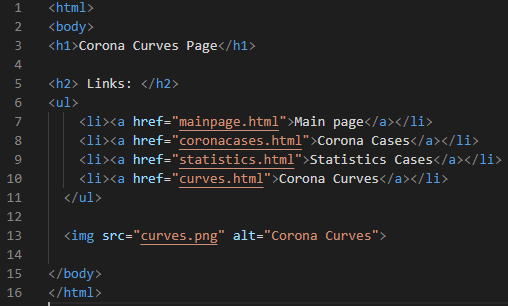 1 <html>
2 <body>
3 <h1>Corona Curves Page</h1>
4
5 <h2> Links: </h2>
6 <ul>
7     <li><a href="mainpage.html">Main page</a></li>
8     <li><a href="coronacases.html">Corona Cases</a></li>
9     <li><a href="statistics.html">Statistics Cases</a></li>
10     <li><a href="curves.html">Corona Curves</a></li>
11   </ul>
12
13   <img src="curves.png" alt="Corona Curves">
14
15 </body>
16 </html>